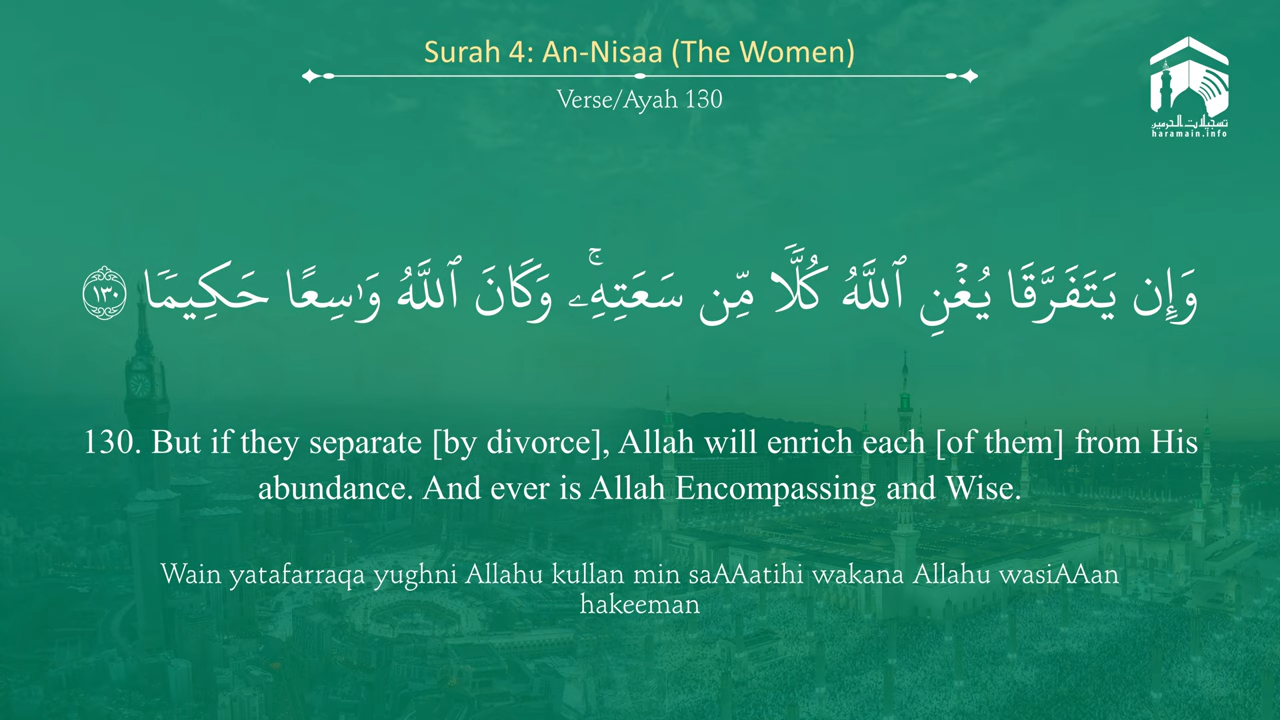 Surah 4: An-Nisaa (The Women)
Verse/Ayah 130
تسجيلات الحرمين
haramain.info
وَإِن يَتَفَرَّقَا يُغْنِ ٱللَّهُ كُلًّا مِّن سَعَتِهِۦ ۚ وَكَانَ ٱللَّهُ وَٰسِعًا حَكِيمًا ١٣٠
130. But if they separate [by divorce], Allah will enrich each [of them] from His
abundance. And ever is Allah Encompassing and Wise.
Wain yatafarraqa yughni Allahu kullan min saAAatihi wakana Allahu wasiAAan
hakeeman